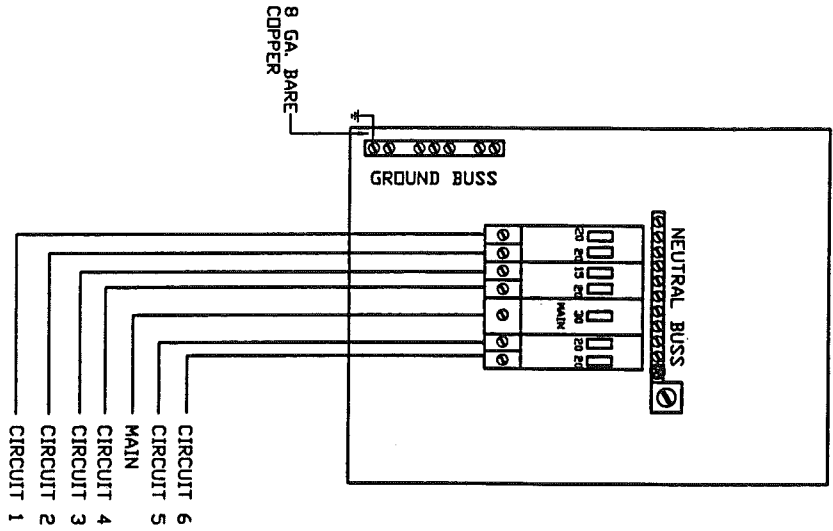 8 GA. BARE
COPPER
GROUND BUSS
NEUTRAL BUSS
20
20
15
20
30
MAIN
20
20
CIRCUIT 1
CIRCUIT 2
CIRCUIT 3
CIRCUIT 4
MAIN
CIRCUIT 5
CIRCUIT 6